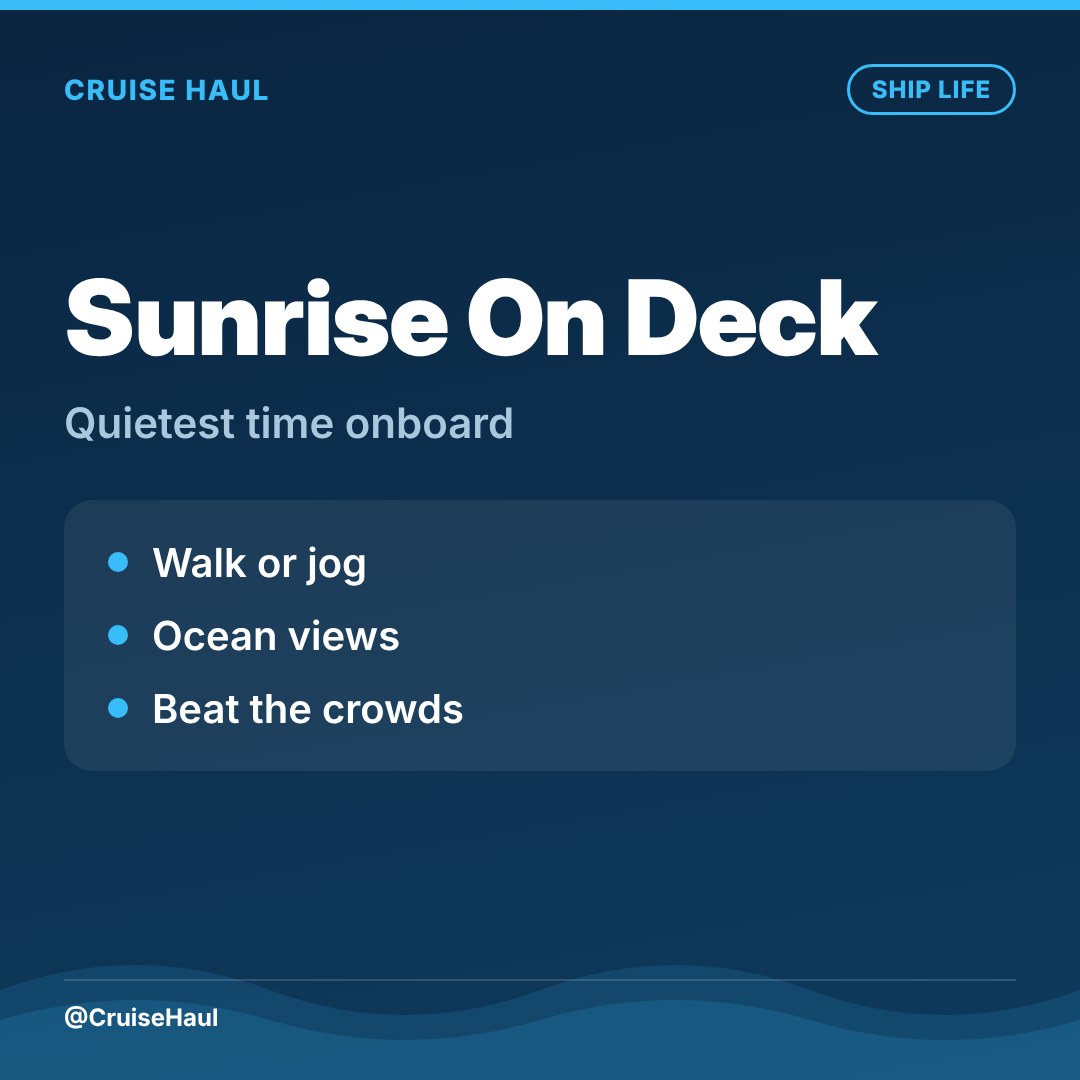 CRUISE HAUL
SHIP LIFE
Sunrise On Deck
Quietest time onboard
Walk or jog
Ocean views
Beat the crowds
@CruiseHaul